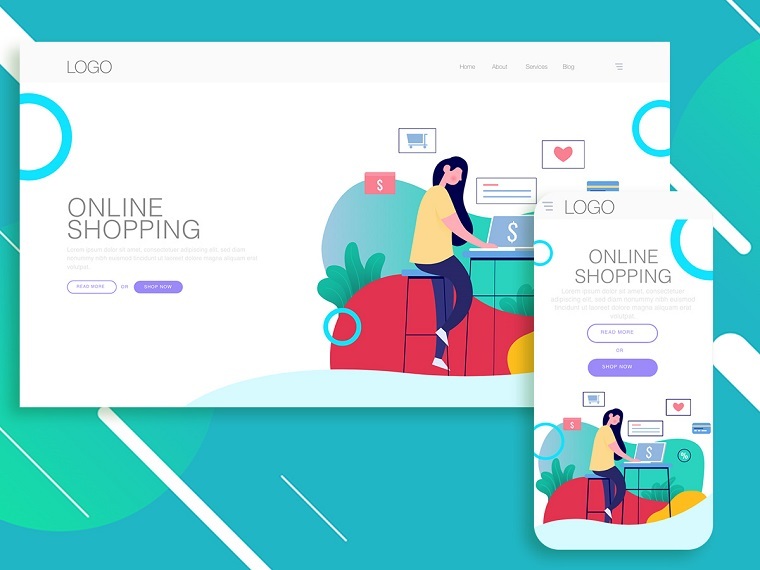 LOGO
Home About Services Blog
ONLINE
SHOPPING
Lorem ipsum dolor sit amet, consectetuer adipiscing elit, sed diam
nonummy nibh euismod tincidunt ut laoreet dolore magna aliquam erat
volutpat.
READ MORE OR SHOP NOW
$
$
LOGO
ONLINE
SHOPPING
Lorem ipsum dolor sit amet, consectetuer
adipiscing elit, sed diam nonummy nibh
euismod tincidunt ut laoreet dolore magna aliquam erat
volutpat.
READ MORE
OR
SHOP NOW
$
$
%